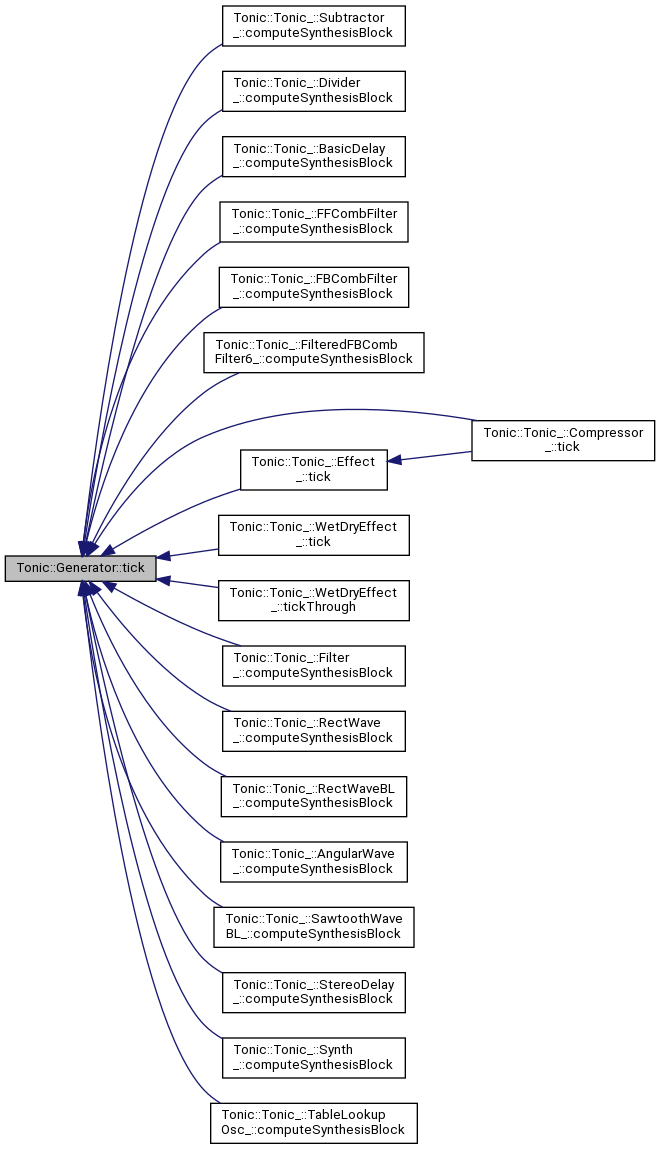 Tonic::Tonic_::Subtractor
_::computeSynthesisBlock
Tonic::Tonic_::Divider
_::computeSynthesisBlock
Tonic::Tonic_::BasicDelay
_::computeSynthesisBlock
Tonic::Tonic_::FFCombFilter
_::computeSynthesisBlock
Tonic::Tonic_::FBCombFilter
_::computeSynthesisBlock
Tonic::Tonic_::FilteredFBComb
Filter6_::computeSynthesisBlock
Tonic::Tonic_::Compressor
_::tick
Tonic::Tonic_::Effect
_::tick
Tonic::Tonic_::WetDryEffect
_::tick
Tonic::Generator::tick
Tonic::Tonic_::WetDryEffect
_::tickThrough
Tonic::Tonic_::Filter
_::computeSynthesisBlock
Tonic::Tonic_::RectWave
_::computeSynthesisBlock
Tonic::Tonic_::RectWaveBL
_::computeSynthesisBlock
Tonic::Tonic_::AngularWave
_::computeSynthesisBlock
Tonic::Tonic_::SawtoothWave
BL_::computeSynthesisBlock
Tonic::Tonic_::StereoDelay
_::computeSynthesisBlock
Tonic::Tonic_::Synth
_::computeSynthesisBlock
Tonic::Tonic_::TableLookup
Osc_::computeSynthesisBlock